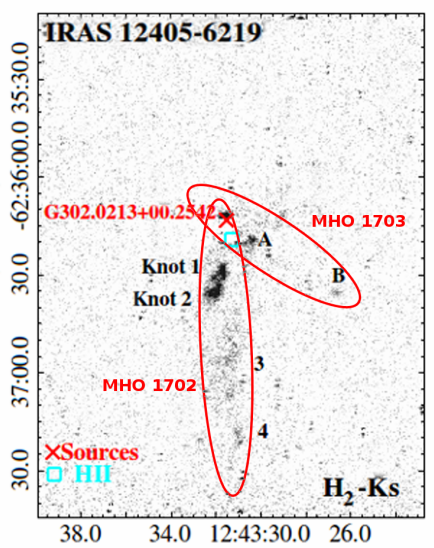 IRAS 12405-6219
35:30.0
-62:36:00.0
G302.0213+00.2542
MHO 1703
A
Knot 1
30.0
B
Knot 2
3
37:00.0
MHO 1702
4
×Sources
HII
30.0
H₂-Ks
38.0 34.0 12:43:30.0 26.0